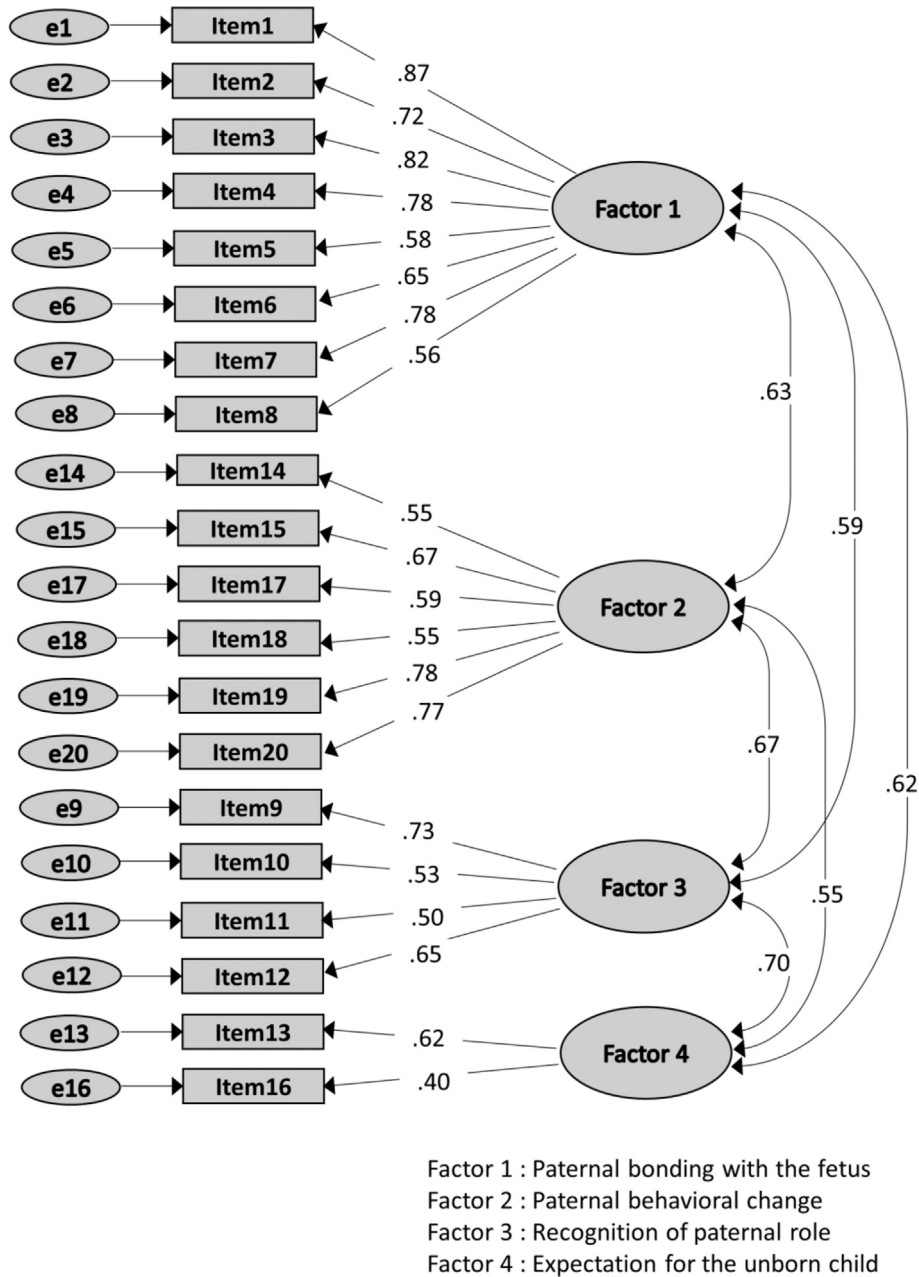 e1 Item1
.87
e2 Item2
.72
e3 Item3
.82
e4 Item4
.78
Factor 1
e5 Item5
.58
e6 Item6
.65
e7 Item7
.78
e8 Item8
.56
.63
e14 Item14
.55
.59
e15 Item15
.67
e17 Item17
.59
Factor 2
e18 Item18
.55
e19 Item19
.78
e20 Item20
.77
.67
.62
e9 Item9
.73
e10 Item10
.53
Factor 3
.55
e11 Item11
.50
e12 Item12
.65
.70
e13 Item13
.62
Factor 4
e16 Item16
.40
Factor 1 : Paternal bonding with the fetus
Factor 2 : Paternal behavioral change
Factor 3 : Recognition of paternal role
Factor 4 : Expectation for the unborn child